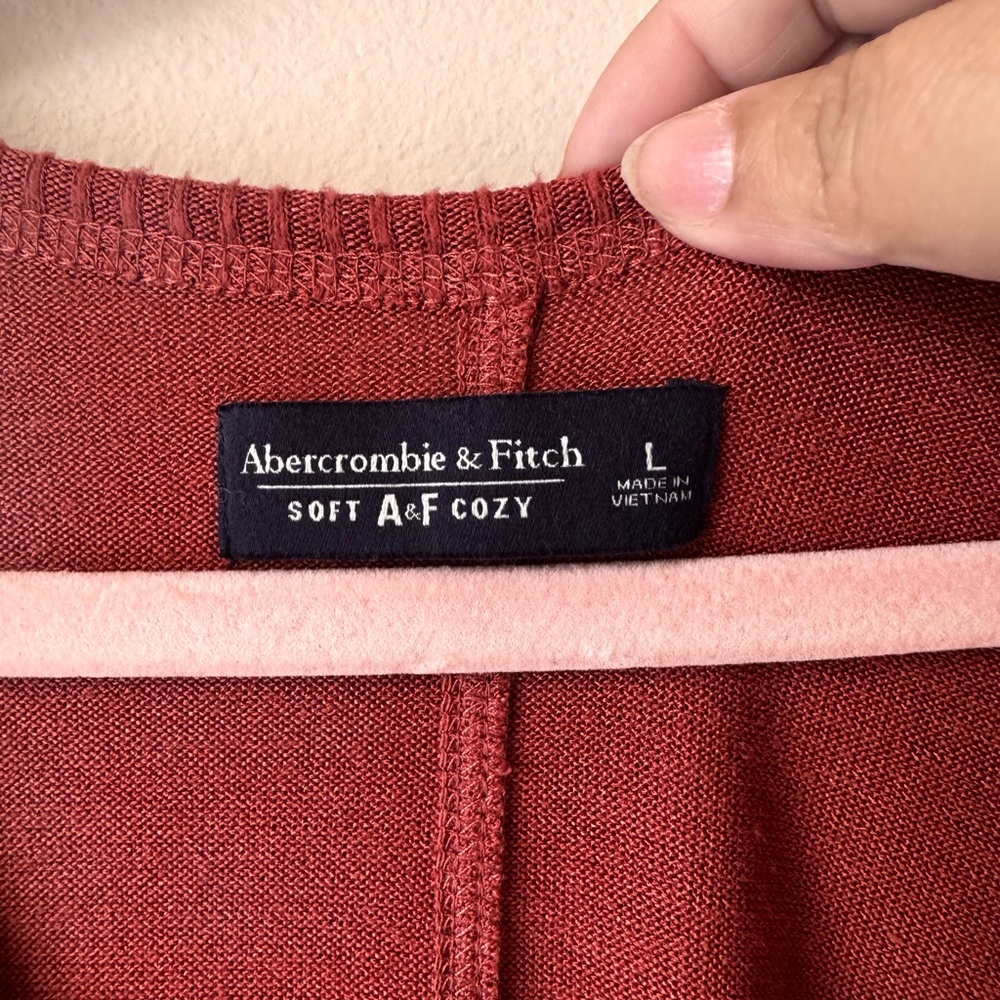 Abercrombie & Fitch
SOFT A&F COZY
L
MADE IN
VIETNAM